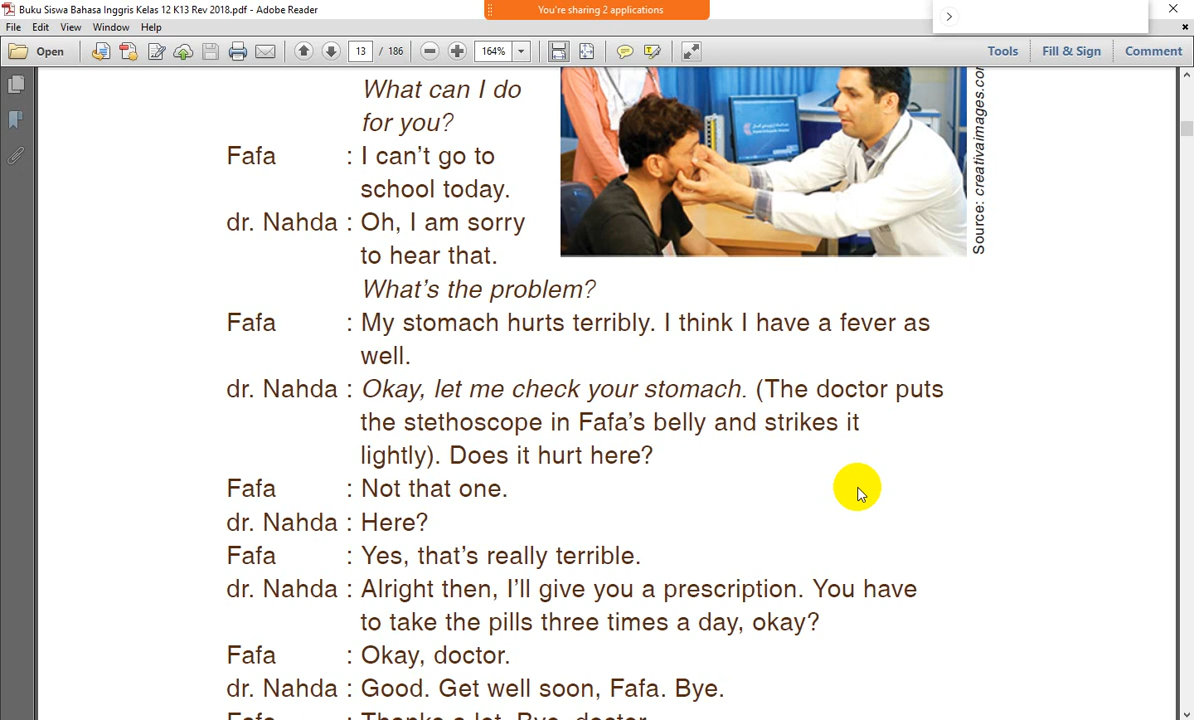 Buku Siswa Bahasa Inggris Kelas 12 K13 Rev 2018.pdf - Adobe Reader
You're sharing 2 applications
File Edit View Window Help
Open 13 / 186 164% Tools Fill & Sign Comment
What can I do
for you?
Fafa : I can't go to
school today.
dr. Nahda : Oh, I am sorry
to hear that.
What's the problem?
Source: creativaimages.com
Fafa : My stomach hurts terribly. I think I have a fever as
well.
dr. Nahda : Okay, let me check your stomach. (The doctor puts
the stethoscope in Fafa's belly and strikes it
lightly). Does it hurt here?
Fafa : Not that one.
dr. Nahda : Here?
Fafa : Yes, that's really terrible.
dr. Nahda : Alright then, I'll give you a prescription. You have
to take the pills three times a day, okay?
Fafa : Okay, doctor.
dr. Nahda : Good. Get well soon, Fafa. Bye.
Fafa : Thanks a lot. Bye, doctor.